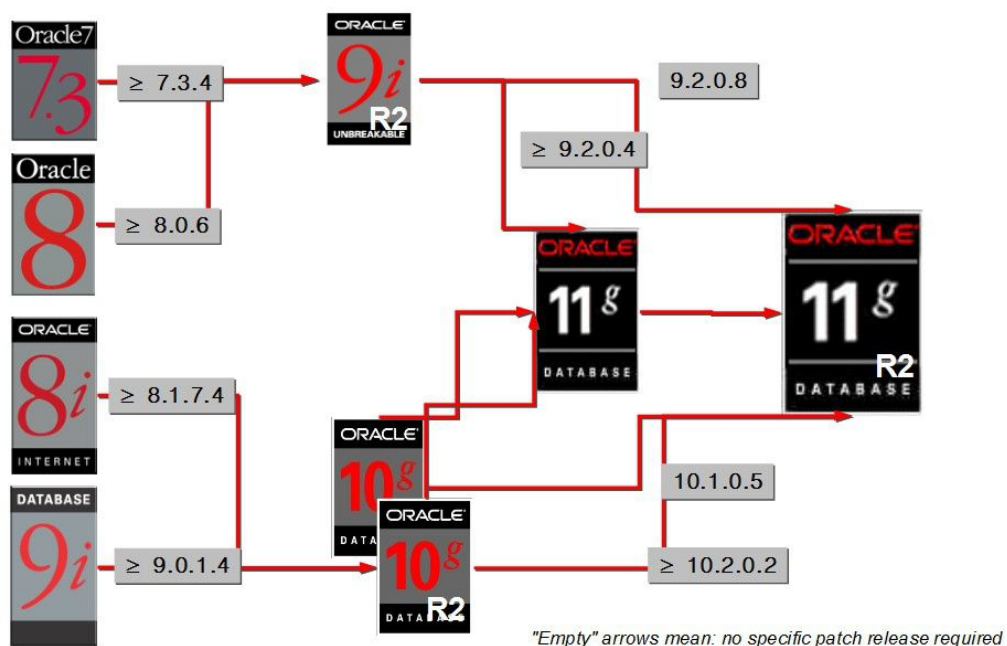 Oracle7
7.3
≥ 7.3.4
ORACLE
9i
R2
UNBREAKABLE
9.2.0.8
≥ 9.2.0.4
Oracle
8
≥ 8.0.6
ORACLE
11g
DATABASE
ORACLE
11g
R2
DATABASE
ORACLE
8i
INTERNET
≥ 8.1.7.4
ORACLE
10g
DATA
10.1.0.5
DATABASE
9i
≥ 9.0.1.4
ORACLE
10g
R2
DATABASE
≥ 10.2.0.2
"Empty" arrows mean: no specific patch release required